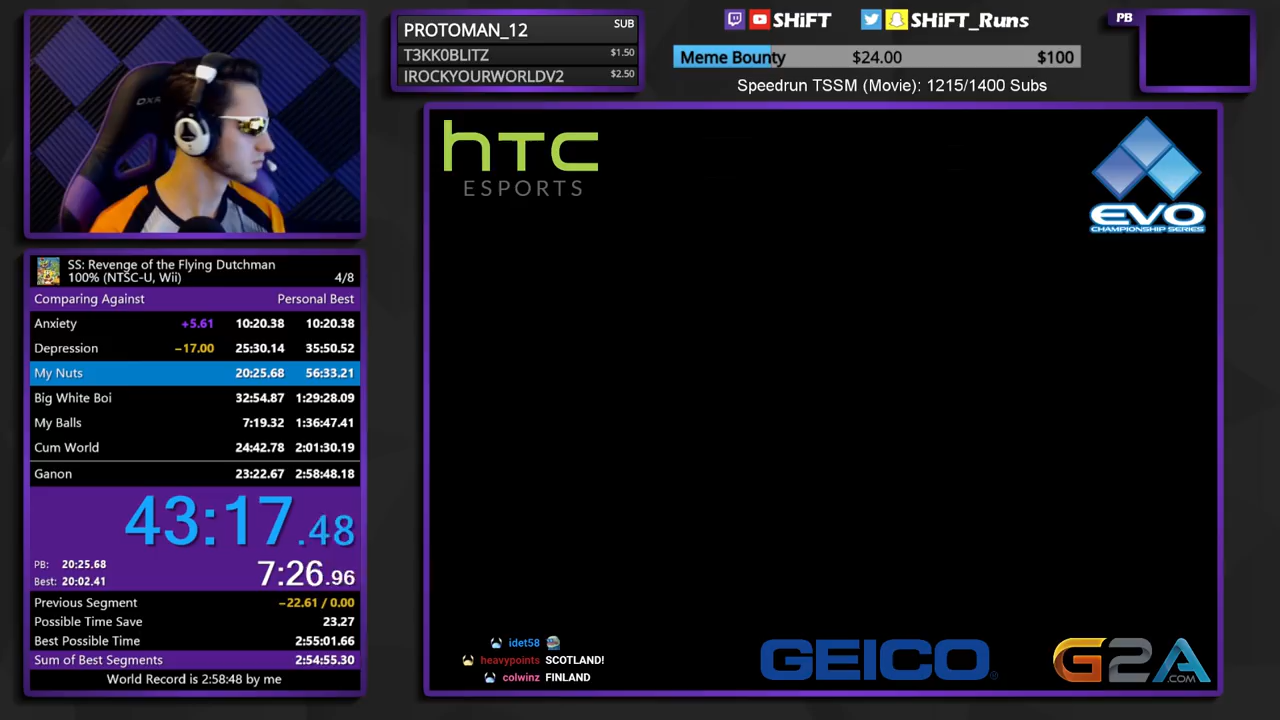 PROTOMAN_12 SUB
T3KK0BLITZ $1.50
IROCKYOURWORLDV2 $2.50
SHiFT SHiFT_Runs
Meme Bounty $24.00 $100
Speedrun TSSM (Movie): 1215/1400 Subs
PB
htc
ESPORTS
EVO
CHAMPIONSHIP SERIES
SS: Revenge of the Flying Dutchman
100% (NTSC-U, Wii) 4/8
Comparing Against Personal Best
Anxiety +5.61 10:20.38 10:20.38
Depression −17.00 25:30.14 35:50.52
My Nuts 20:25.68 56:33.21
Big White Boi 32:54.87 1:29:28.09
My Balls 7:19.32 1:36:47.41
Cum World 24:42.78 2:01:30.19
Ganon 23:22.67 2:58:48.18
43:17.48
PB: 20:25.68
Best: 20:02.41
7:26.96
Previous Segment −22.61 / 0.00
Possible Time Save 23.27
Best Possible Time 2:55:01.66
Sum of Best Segments 2:54:55.30
World Record is 2:58:48 by me
idet58
heavypoints SCOTLAND!
colwinz FINLAND
GEICO
G2A
.COM